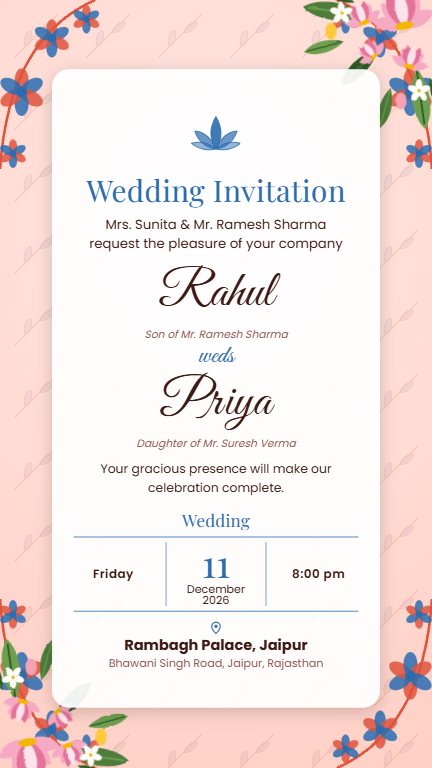 Wedding Invitation
Mrs. Sunita & Mr. Ramesh Sharma
request the pleasure of your company
Rahul
Son of Mr. Ramesh Sharma
weds
Priya
Daughter of Mr. Suresh Verma
Your gracious presence will make our
celebration complete.
Wedding
Friday
11
December
2026
8:00 pm
Rambagh Palace, Jaipur
Bhawani Singh Road, Jaipur, Rajasthan